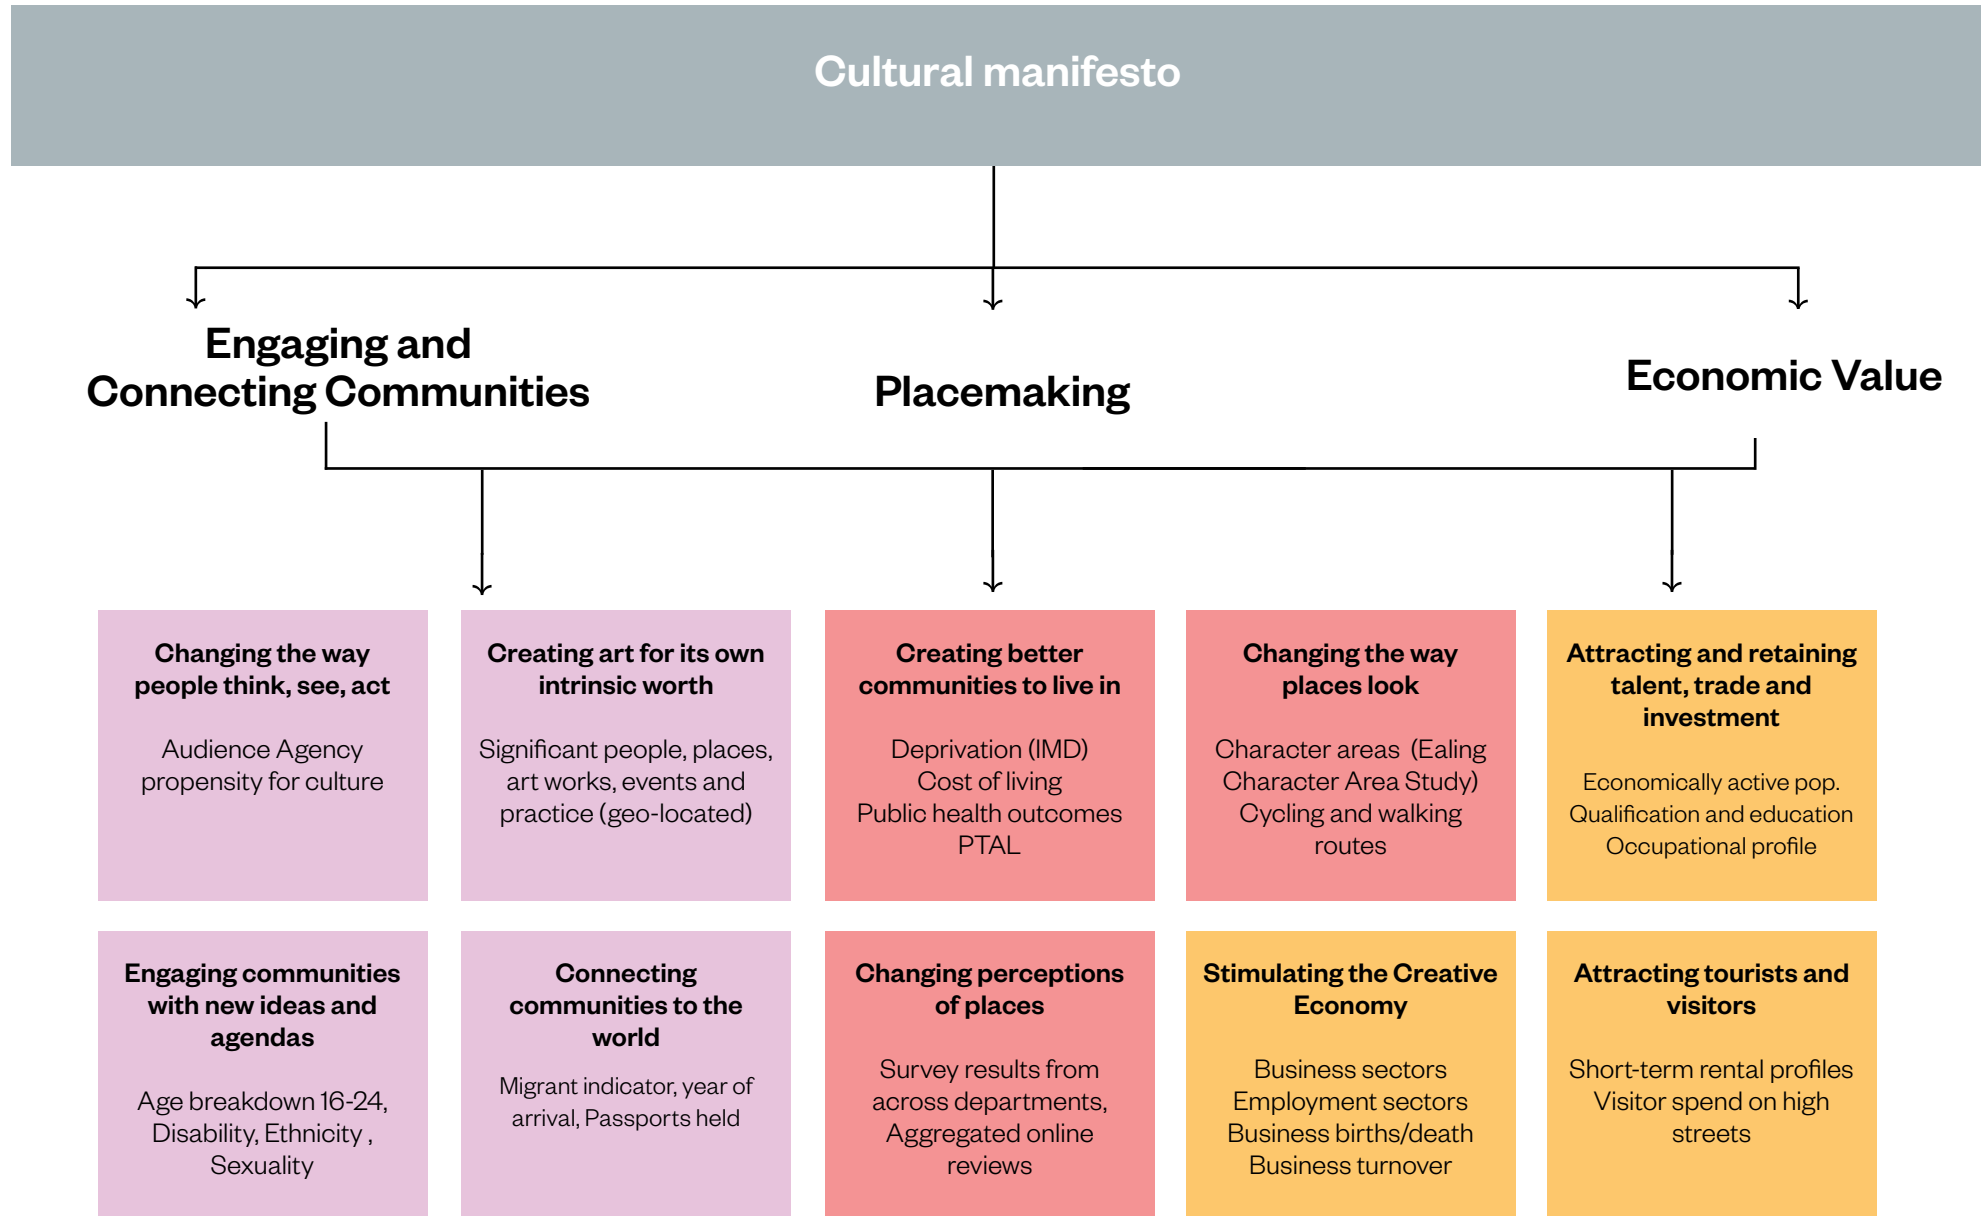 Cultural manifesto
Engaging and
Connecting Communities
Placemaking
Economic Value
Changing the way
people think, see, act
Audience Agency
propensity for culture
Creating art for its own
intrinsic worth
Significant people, places,
art works, events and
practice (geo-located)
Creating better
communities to live in
Deprivation (IMD)
Cost of living
Public health outcomes
PTAL
Changing the way
places look
Character areas (Ealing
Character Area Study)
Cycling and walking
routes
Attracting and retaining
talent, trade and
investment
Economically active pop.
Qualification and education
Occupational profile
Engaging communities
with new ideas and
agendas
Age breakdown 16-24,
Disability, Ethnicity ,
Sexuality
Connecting
communities to the
world
Migrant indicator, year of
arrival, Passports held
Changing perceptions
of places
Survey results from
across departments,
Aggregated online
reviews
Stimulating the Creative
Economy
Business sectors
Employment sectors
Business births/death
Business turnover
Attracting tourists and
visitors
Short-term rental profiles
Visitor spend on high
streets